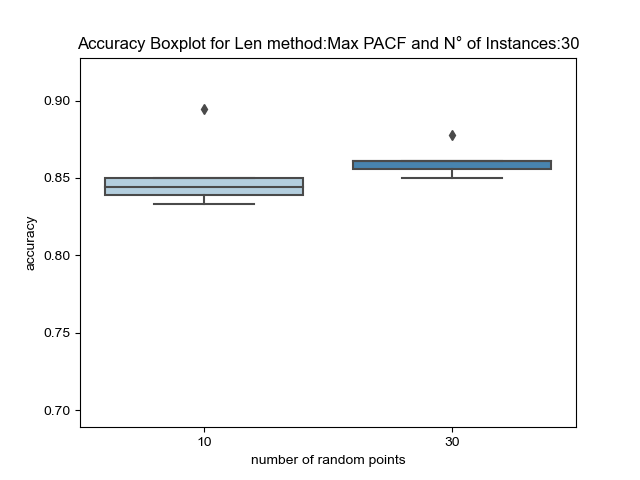 Accuracy Boxplot for Len method:Max PACF and N° of Instances:30
0.90
0.85
0.80
0.75
0.70
accuracy
10
30
number of random points